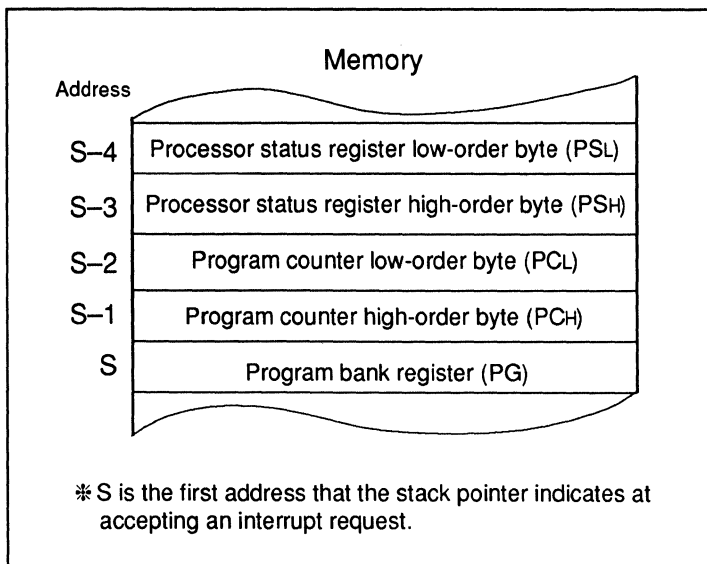 Memory
Address
S–4 Processor status register low-order byte (PSL)
S–3 Processor status register high-order byte (PSH)
S–2 Program counter low-order byte (PCL)
S–1 Program counter high-order byte (PCH)
S Program bank register (PG)
※ S is the first address that the stack pointer indicates at
accepting an interrupt request.